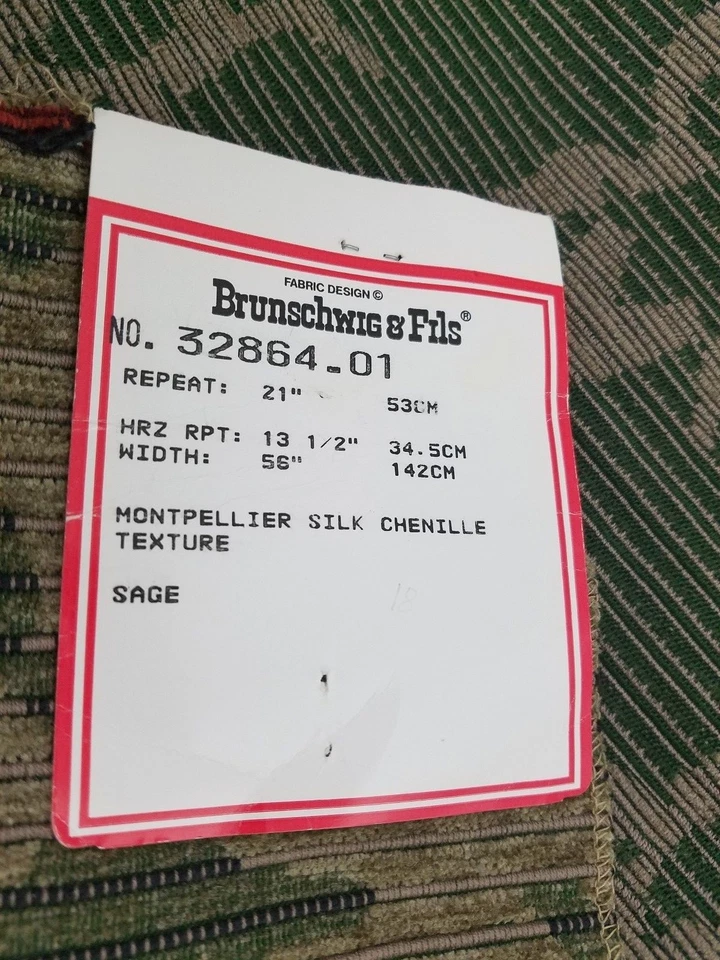 FABRIC DESIGN ©
Brunschwig & Fils®
NO. 32864.01
REPEAT: 21" 53CM
HRZ RPT: 13 1/2" 34.5CM
WIDTH: 56" 142CM
MONTPELLIER SILK CHENILLE
TEXTURE
SAGE